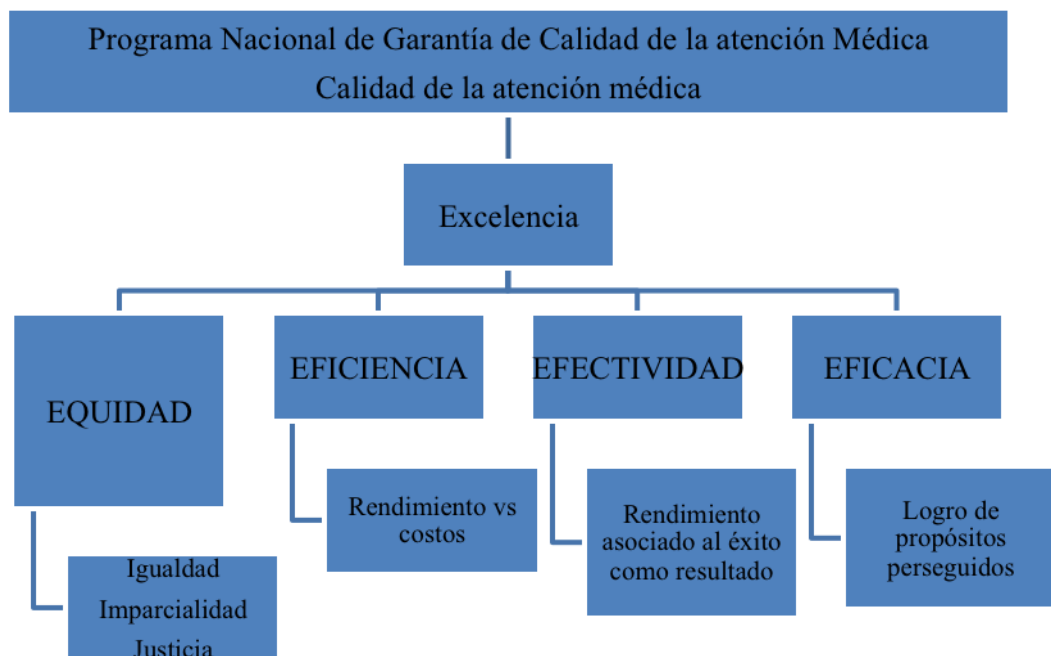 Programa Nacional de Garantía de Calidad de la atención Médica
Calidad de la atención médica
Excelencia
EQUIDAD
EFICIENCIA
EFECTIVIDAD
EFICACIA
Igualdad
Imparcialidad
Justicia
Rendimiento vs
costos
Rendimiento
asociado al éxito
como resultado
Logro de
propósitos
perseguidos